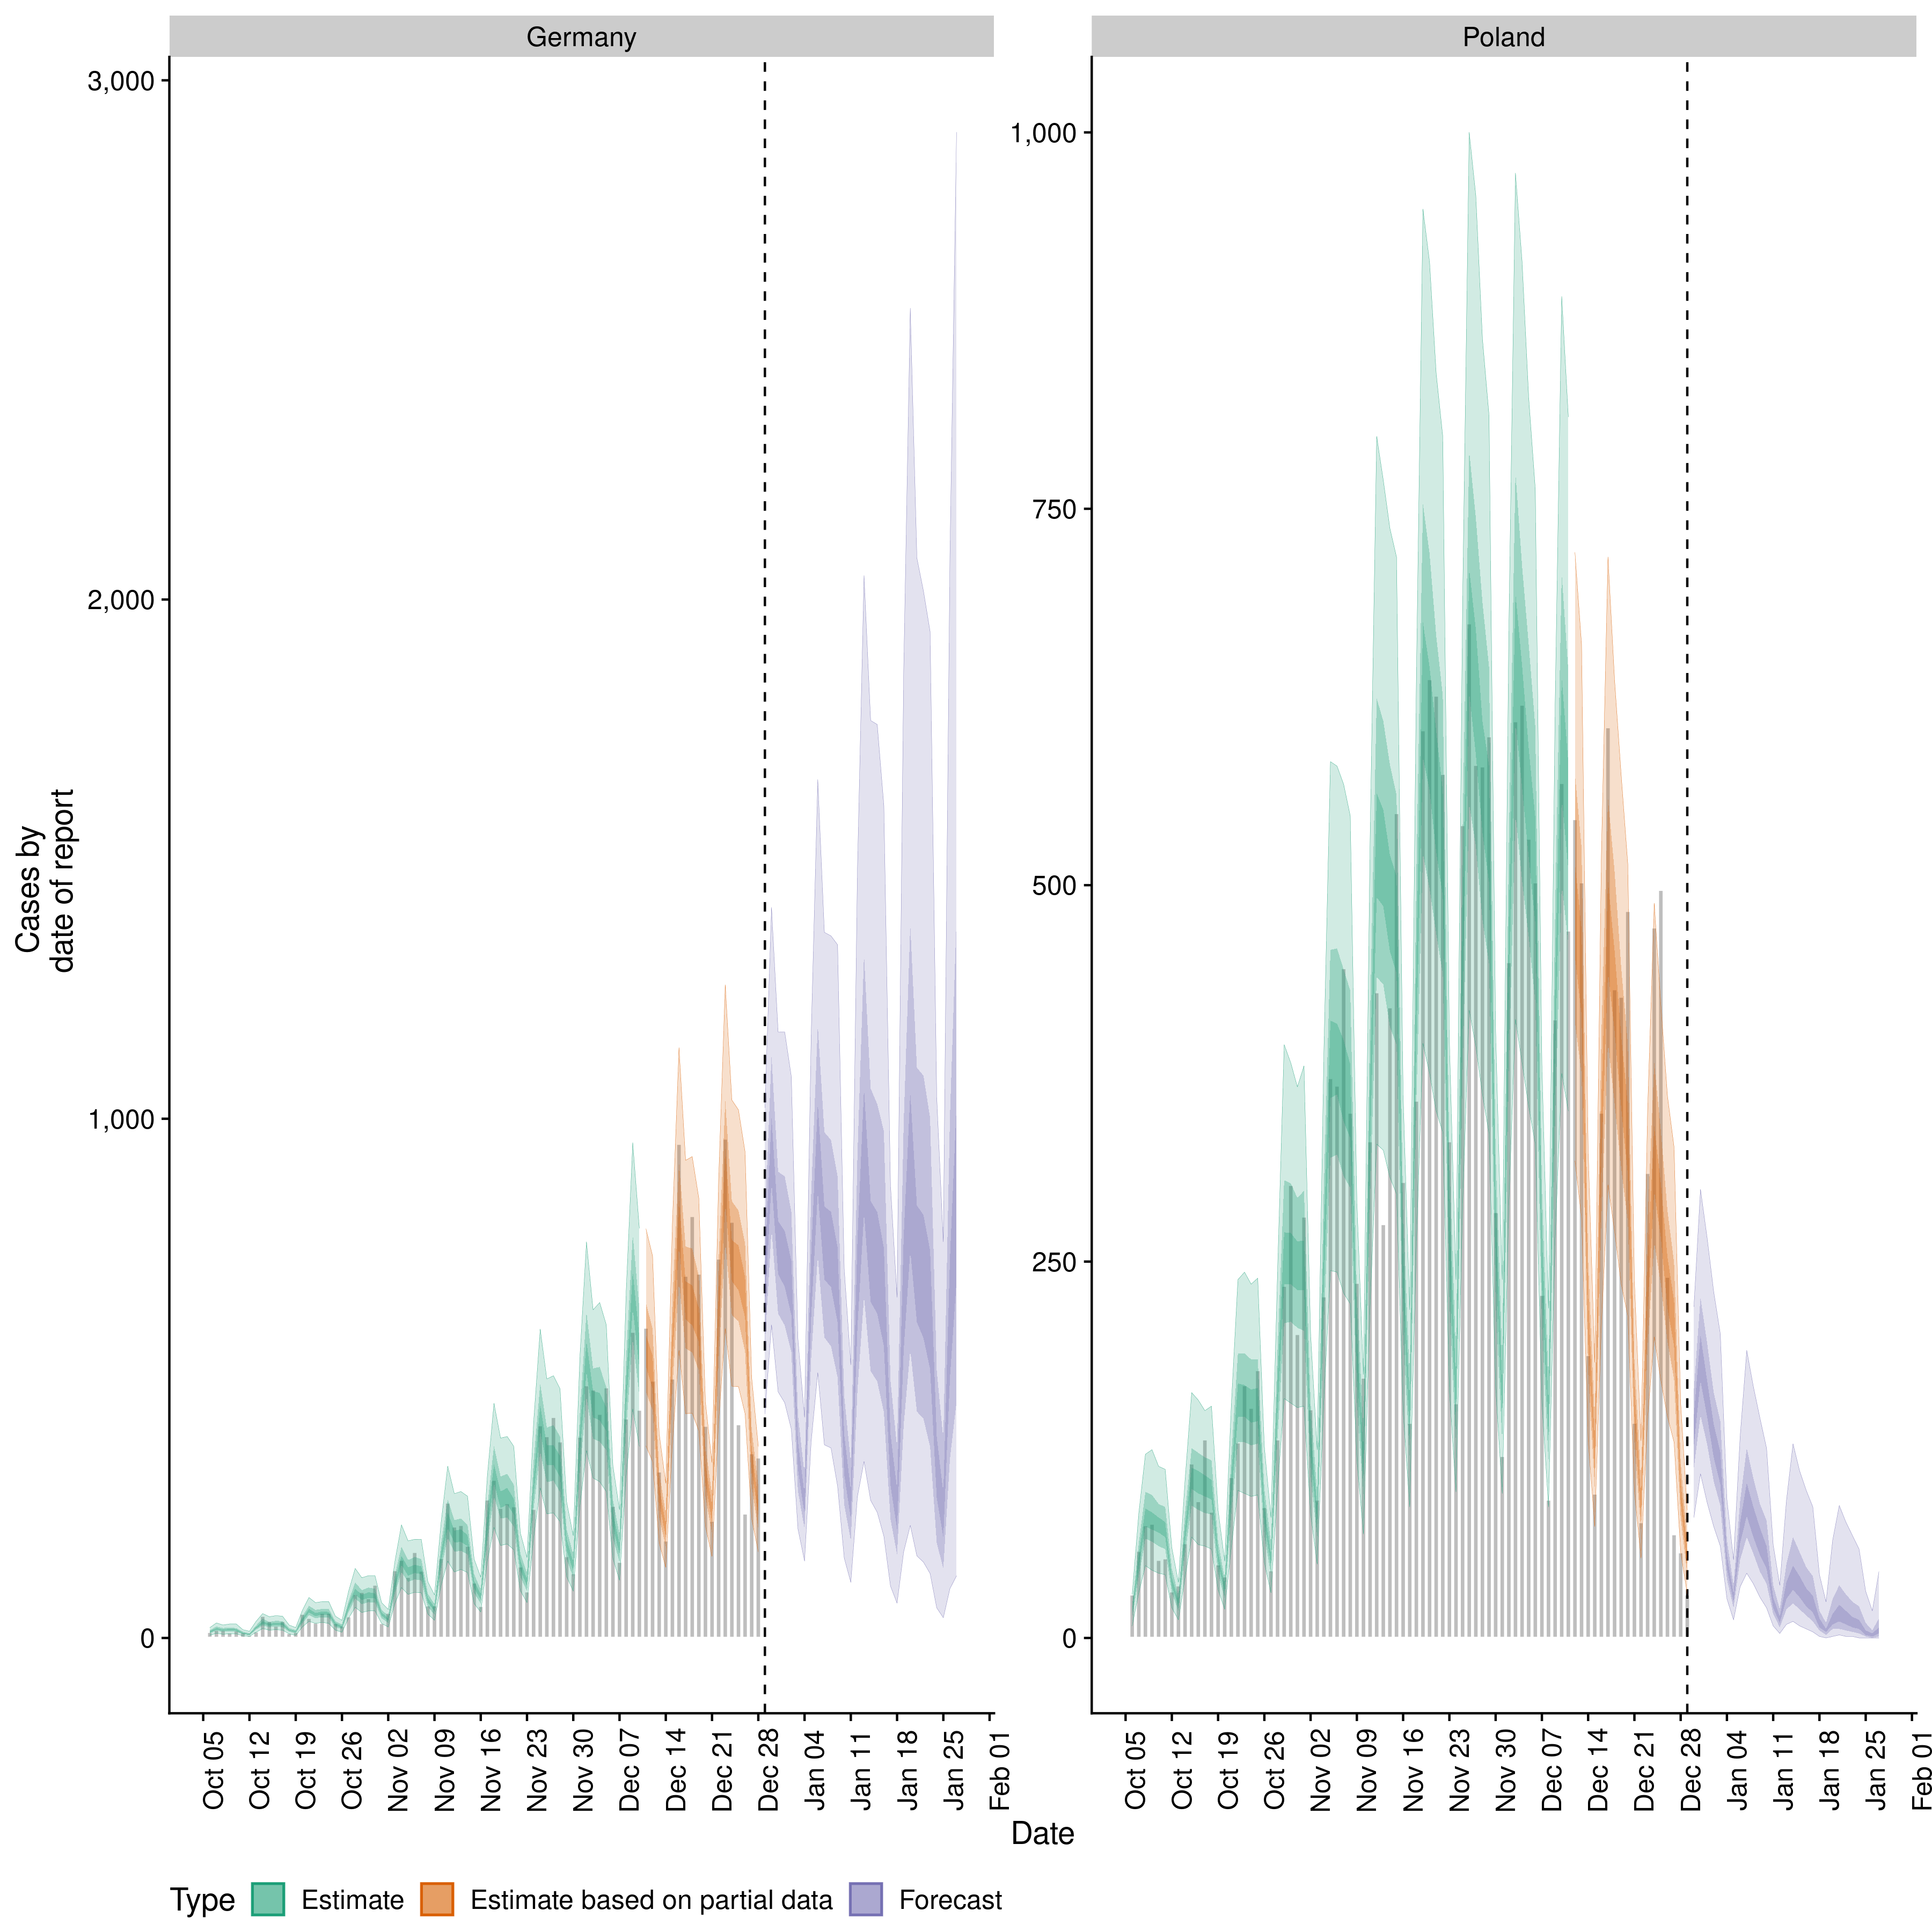 Germany
Poland
3,000
2,000
1,000
0
1,000
750
500
250
0
Cases by
date of report
Oct 05
Oct 12
Oct 19
Oct 26
Nov 02
Nov 09
Nov 16
Nov 23
Nov 30
Dec 07
Dec 14
Dec 21
Dec 28
Jan 04
Jan 11
Jan 18
Jan 25
Feb 01
Oct 05
Oct 12
Oct 19
Oct 26
Nov 02
Nov 09
Nov 16
Nov 23
Nov 30
Dec 07
Dec 14
Dec 21
Dec 28
Jan 04
Jan 11
Jan 18
Jan 25
Feb 01
Date
Type Estimate Estimate based on partial data Forecast